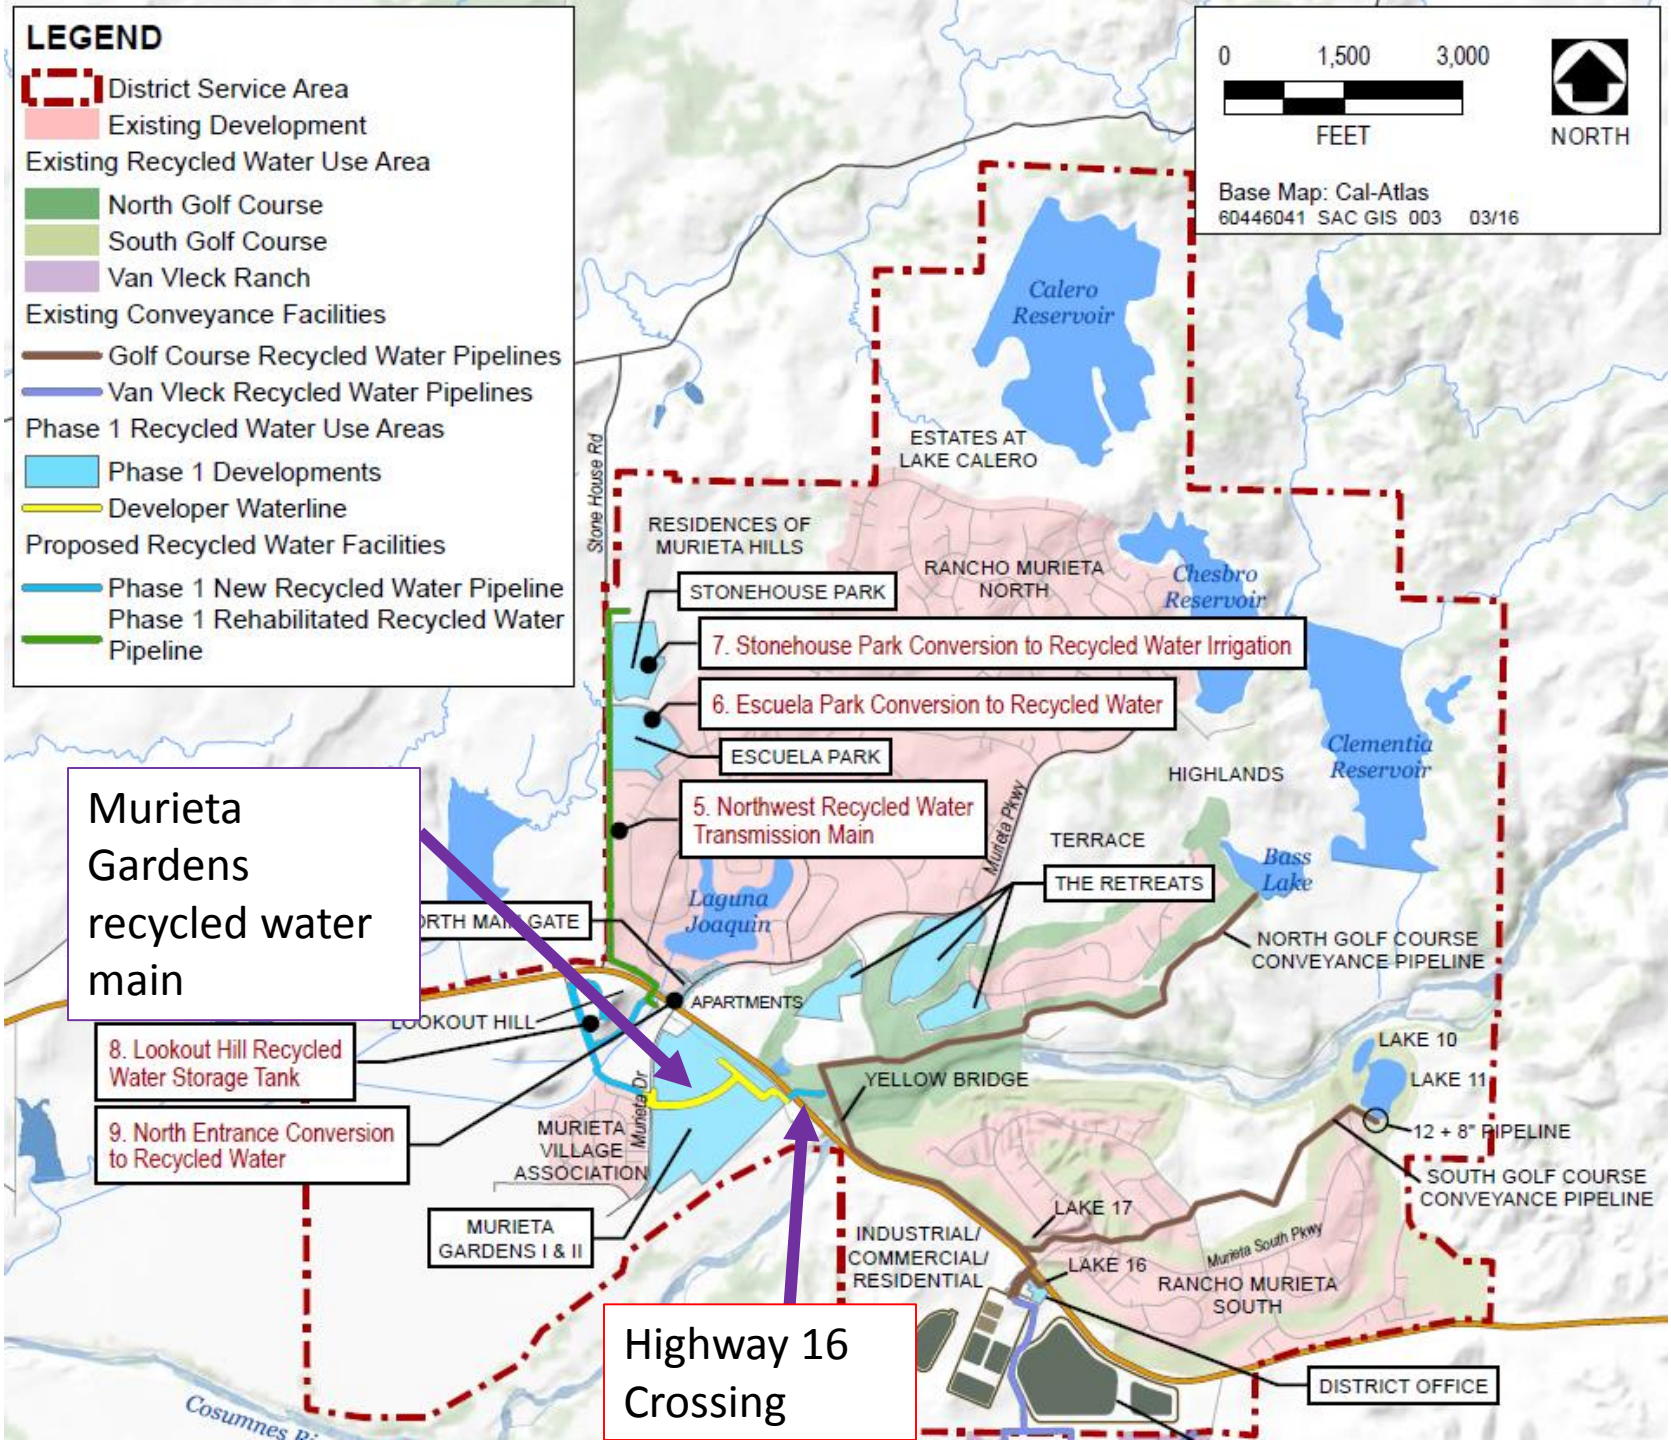 LEGEND
District Service Area
Existing Development
Existing Recycled Water Use Area
North Golf Course
South Golf Course
Van Vleck Ranch
Existing Conveyance Facilities
Golf Course Recycled Water Pipelines
Van Vleck Recycled Water Pipelines
Phase 1 Recycled Water Use Areas
Phase 1 Developments
Developer Waterline
Proposed Recycled Water Facilities
Phase 1 New Recycled Water Pipeline
Phase 1 Rehabilitated Recycled Water
Pipeline
0 1,500 3,000
FEET
NORTH
Base Map: Cal-Atlas
60446041 SAC GIS 003 03/16
Calero
Reservoir
ESTATES AT
LAKE CALERO
Stone House Rd
RESIDENCES OF
MURIETA HILLS
RANCHO MURIETA
NORTH
Chesbro
Reservoir
STONEHOUSE PARK
7. Stonehouse Park Conversion to Recycled Water Irrigation
6. Escuela Park Conversion to Recycled Water
ESCUELA PARK
Clementia
Reservoir
HIGHLANDS
5. Northwest Recycled Water
Transmission Main
Murieta Pkwy
TERRACE
Bass
Lake
THE RETREATS
Murieta
Gardens
recycled water
main
Laguna
Joaquin
ORTH MAIN GATE
NORTH GOLF COURSE
CONVEYANCE PIPELINE
APARTMENTS
LOOKOUT HILL
8. Lookout Hill Recycled
Water Storage Tank
9. North Entrance Conversion
to Recycled Water
LAKE 10
LAKE 11
YELLOW BRIDGE
Murieta Dr
MURIETA
VILLAGE
ASSOCIATION
12 + 8" PIPELINE
SOUTH GOLF COURSE
CONVEYANCE PIPELINE
MURIETA
GARDENS I & II
LAKE 17
INDUSTRIAL/
COMMERCIAL/
RESIDENTIAL
Murieta South Pkwy
LAKE 16
RANCHO MURIETA
SOUTH
Highway 16
Crossing
DISTRICT OFFICE
Cosumnes